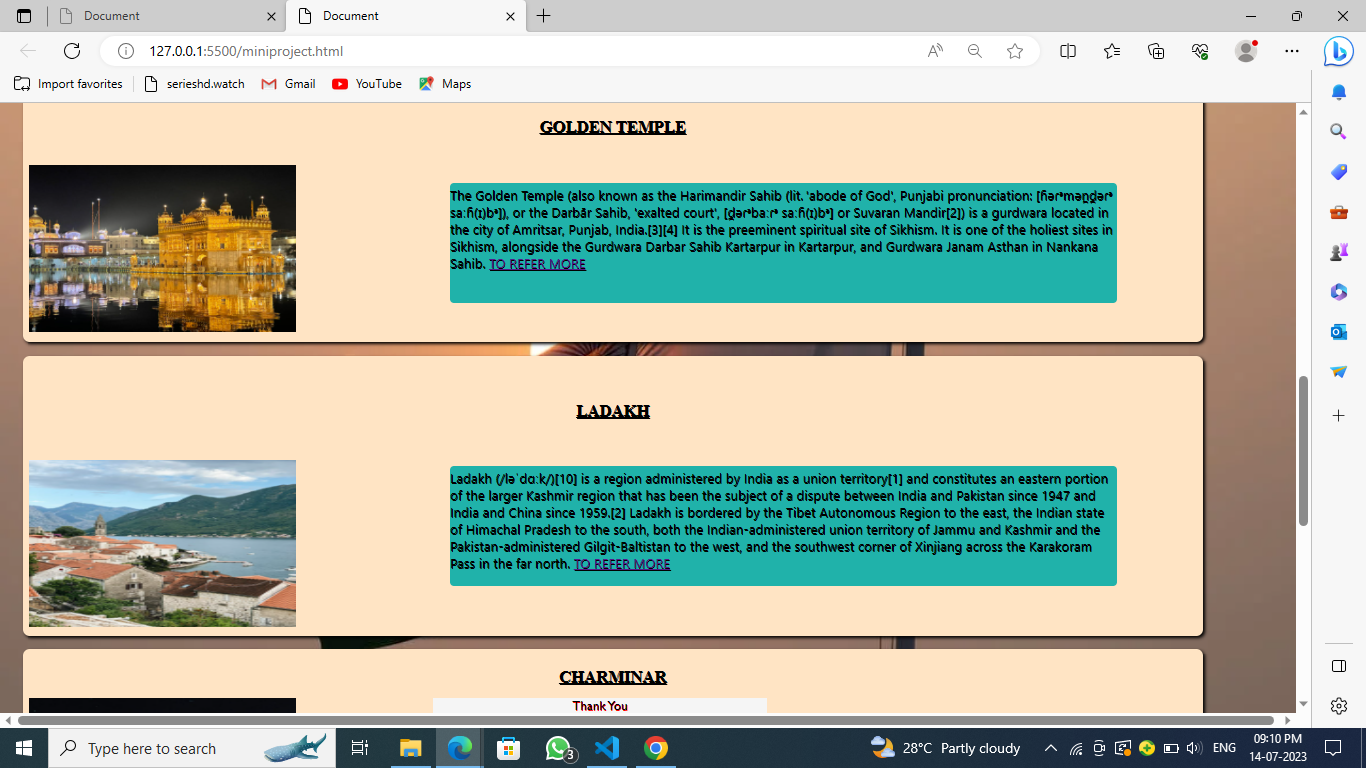 Document
Document
127.0.0.1:5500/miniproject.html
Import favorites
serieshd.watch
Gmail
YouTube
Maps
GOLDEN TEMPLE
The Golden Temple (also known as the Harimandir Sahib (lit. 'abode of God', Punjabi pronunciation: [ɦəɾᵊmən̪d̪əɾᵊ
saːɦ(ɪ)bᵊ]), or the Darbār Sahib, 'exalted court', [d̪əɾᵊbaːɾᵊ saːɦ(ɪ)bᵊ] or Suvaran Mandir[2]) is a gurdwara located in
the city of Amritsar, Punjab, India.[3][4] It is the preeminent spiritual site of Sikhism. It is one of the holiest sites in
Sikhism, alongside the Gurdwara Darbar Sahib Kartarpur in Kartarpur, and Gurdwara Janam Asthan in Nankana
Sahib. TO REFER MORE
LADAKH
Ladakh (/ləˈdɑːk/)[10] is a region administered by India as a union territory[1] and constitutes an eastern portion
of the larger Kashmir region that has been the subject of a dispute between India and Pakistan since 1947 and
India and China since 1959.[2] Ladakh is bordered by the Tibet Autonomous Region to the east, the Indian state
of Himachal Pradesh to the south, both the Indian-administered union territory of Jammu and Kashmir and the
Pakistan-administered Gilgit-Baltistan to the west, and the southwest corner of Xinjiang across the Karakoram
Pass in the far north. TO REFER MORE
CHARMINAR
Thank You
Type here to search
3
28°C Partly cloudy
ENG
09:10 PM
14-07-2023